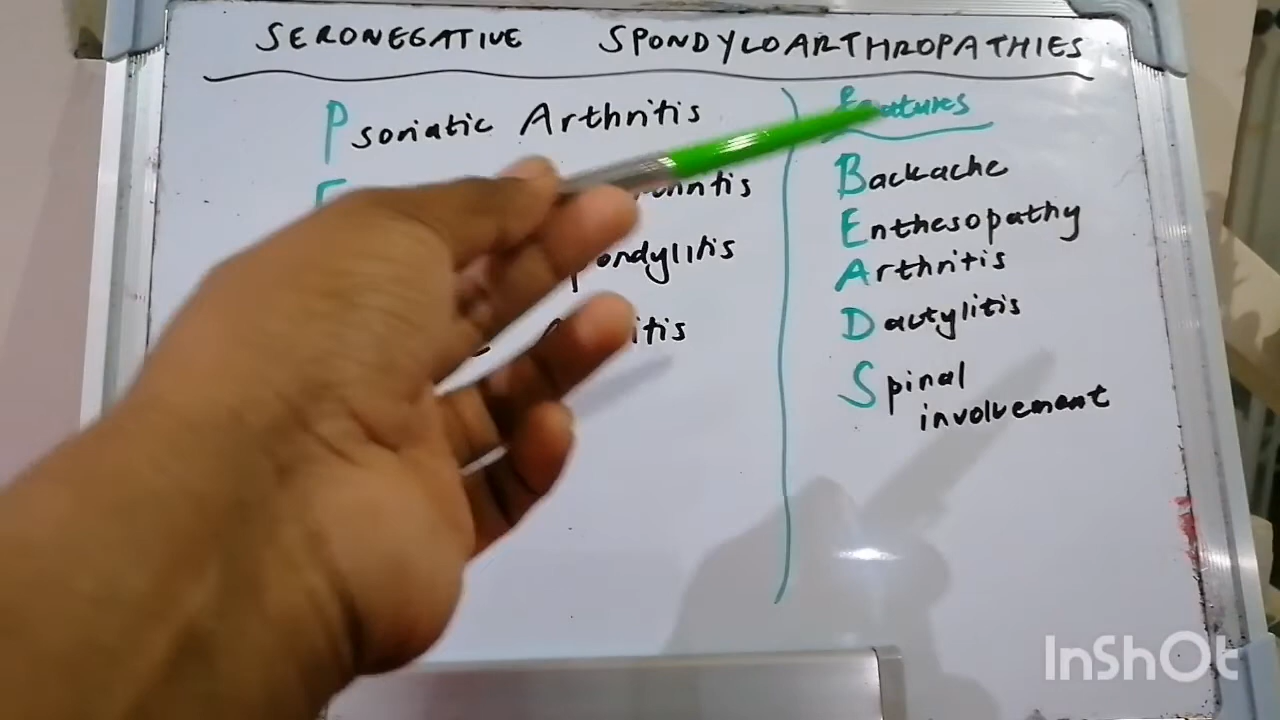 SERONEGATIVE SPONDYLOARTHROPATHIES
Psoriatic Arthritis
Features
Backache
Enthesopathy
Arthritis
Dactylitis
Spinal
involvement
InShOt